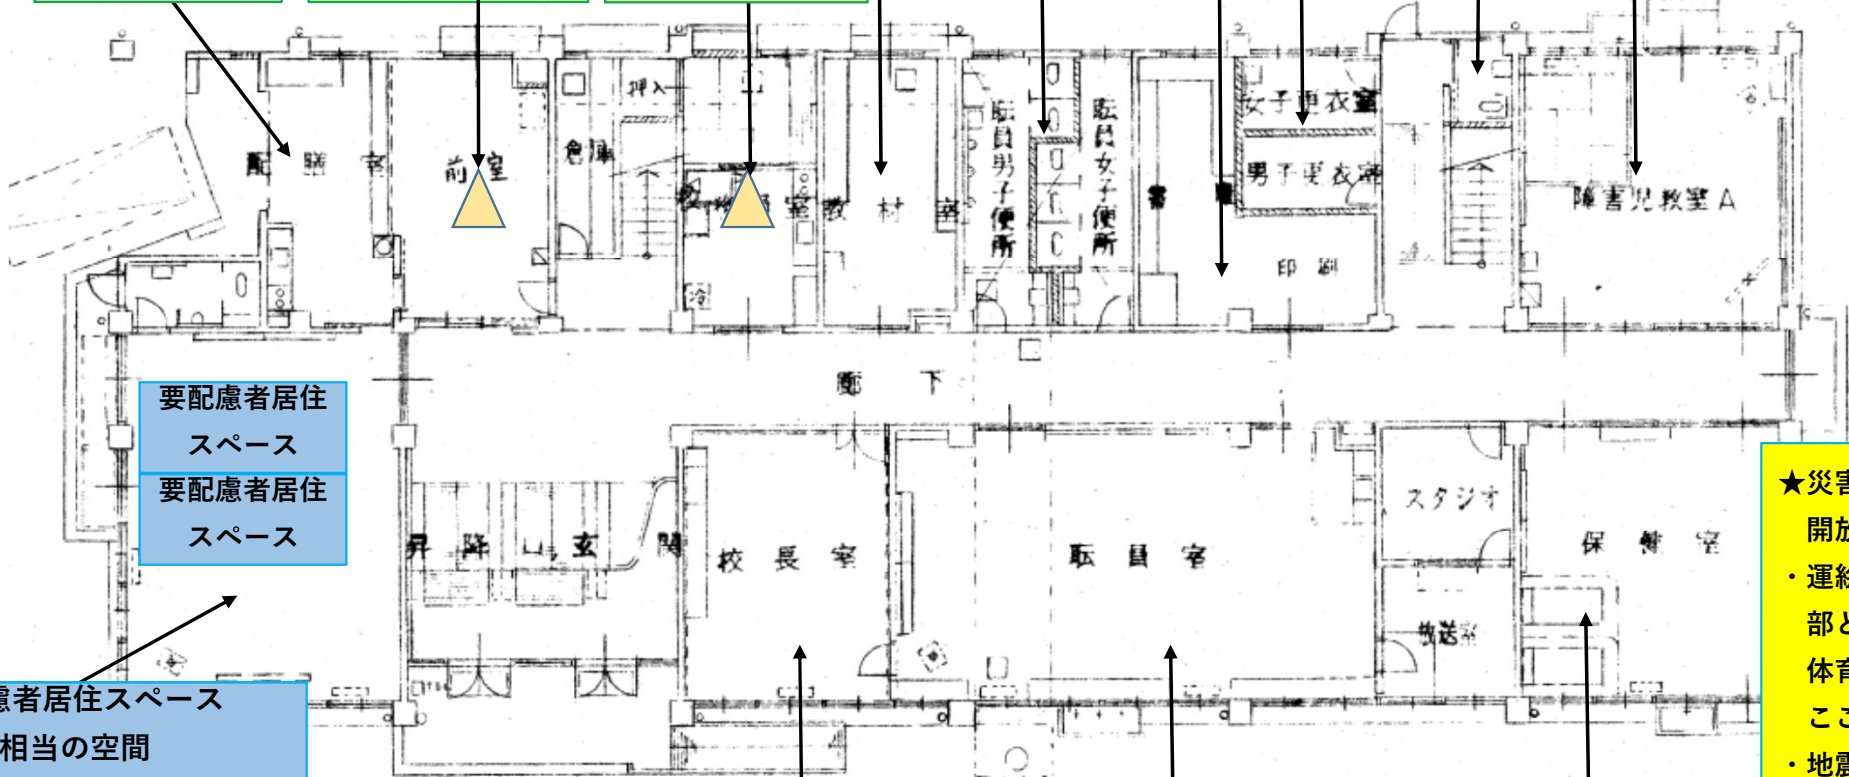 押入
女子更衣室
倉庫
配膳室
前室
職員男子便所
職員女子便所
男子更衣室
教材室
障害児教室A
印刷
冷
要配慮者居住
スペース
廊下
要配慮者居住
スペース
スタジオ
昇降口
玄関
校長室
職員室
保健室
放送室
★災害
開放
・運
部と
体育
ここ
・地震
慮者居住スペース
相当の空間